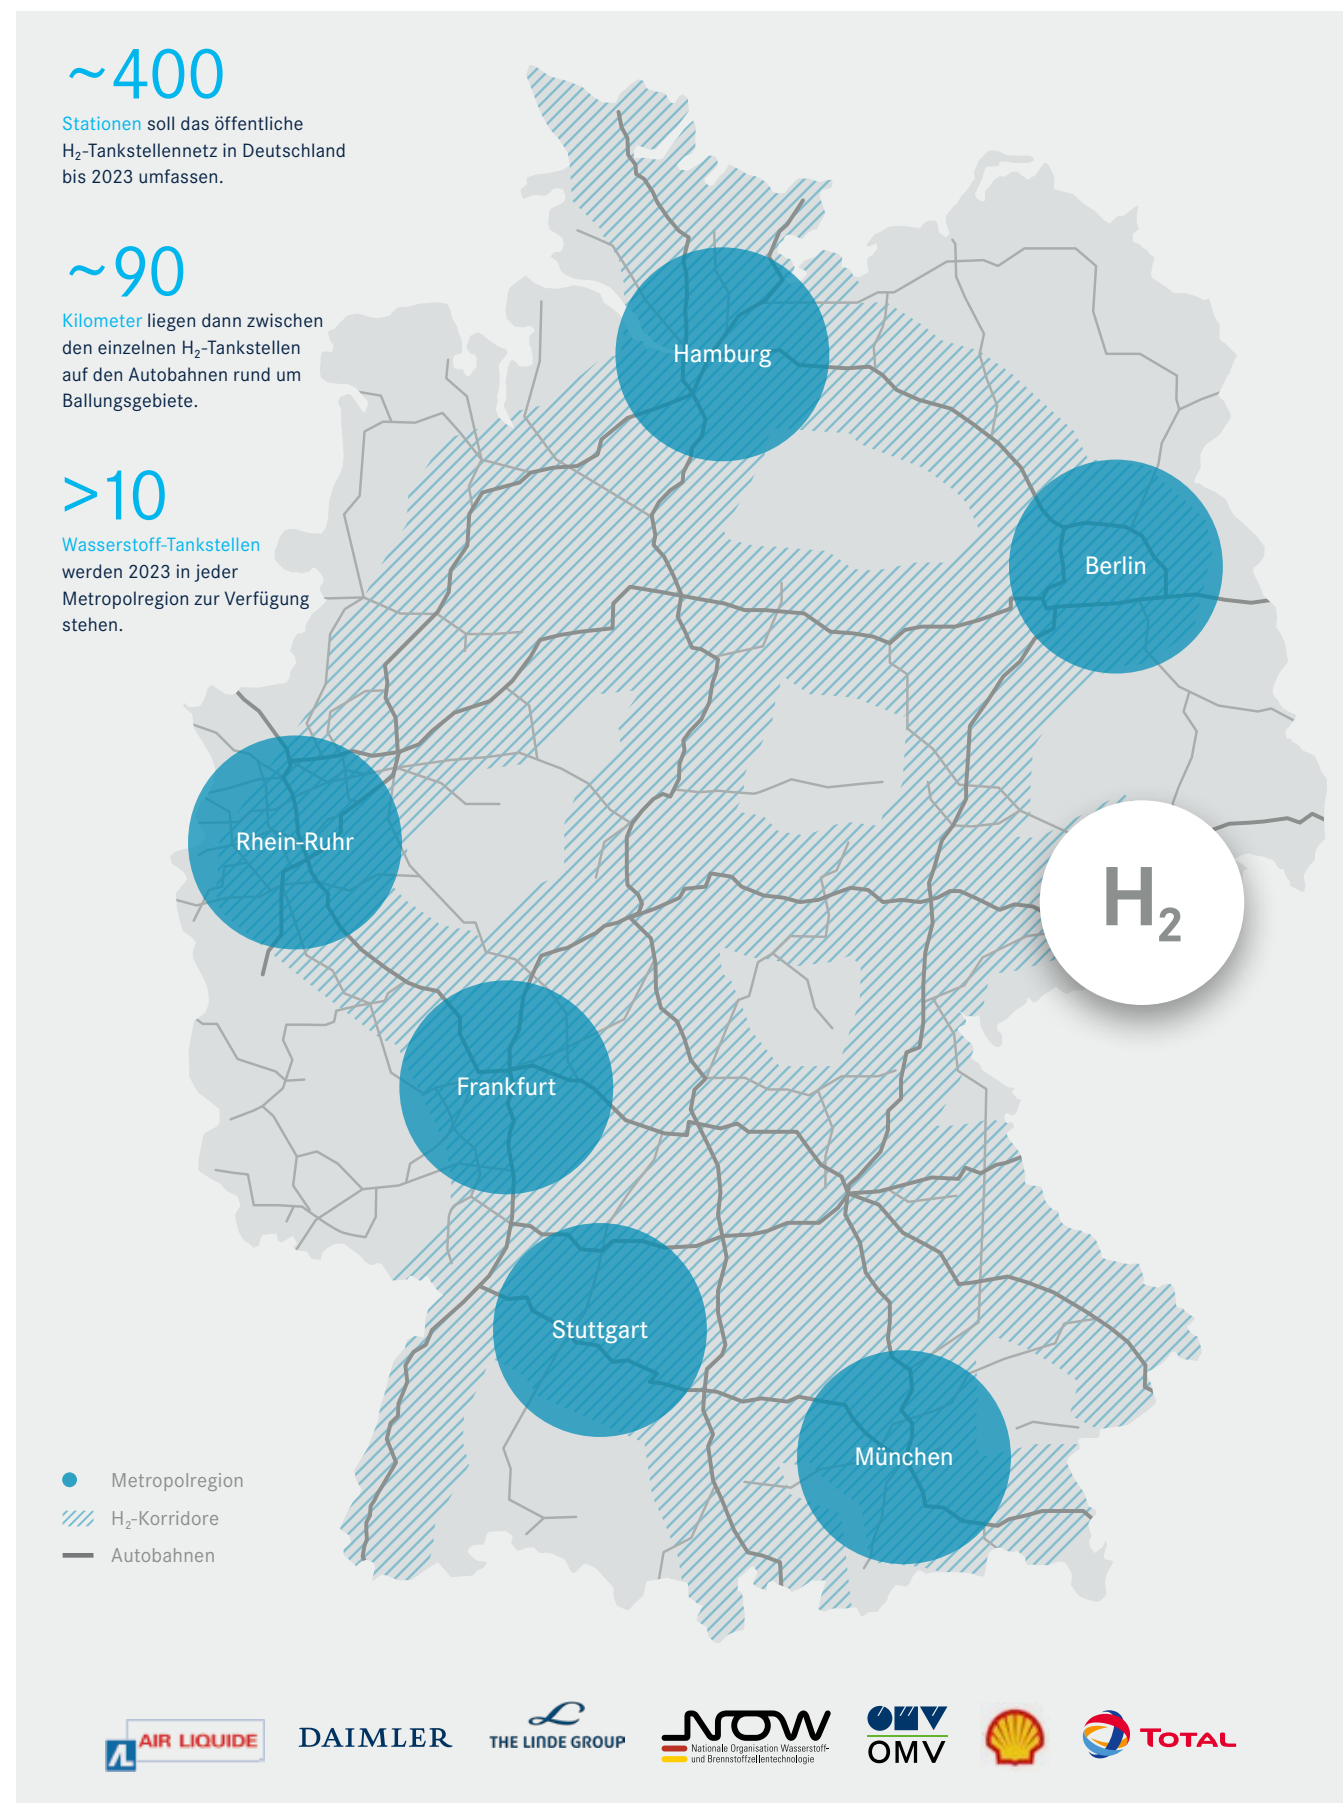 ~400
Stationen soll das öffentliche
H₂-Tankstellennetz in Deutschland
bis 2023 umfassen.
~90
Kilometer liegen dann zwischen
den einzelnen H₂-Tankstellen
auf den Autobahnen rund um
Ballungsgebiete.
>10
Wasserstoff-Tankstellen
werden 2023 in jeder
Metropolregion zur Verfügung
stehen.
Hamburg
Berlin
Rhein-Ruhr
H₂
Frankfurt
Stuttgart
München
Metropolregion
H₂-Korridore
Autobahnen
AL AIR LIQUIDE
DAIMLER
THE LINDE GROUP
NOW
Nationale Organisation Wasserstoff-
und Brennstoffzellentechnologie
OMV
OMV
TOTAL